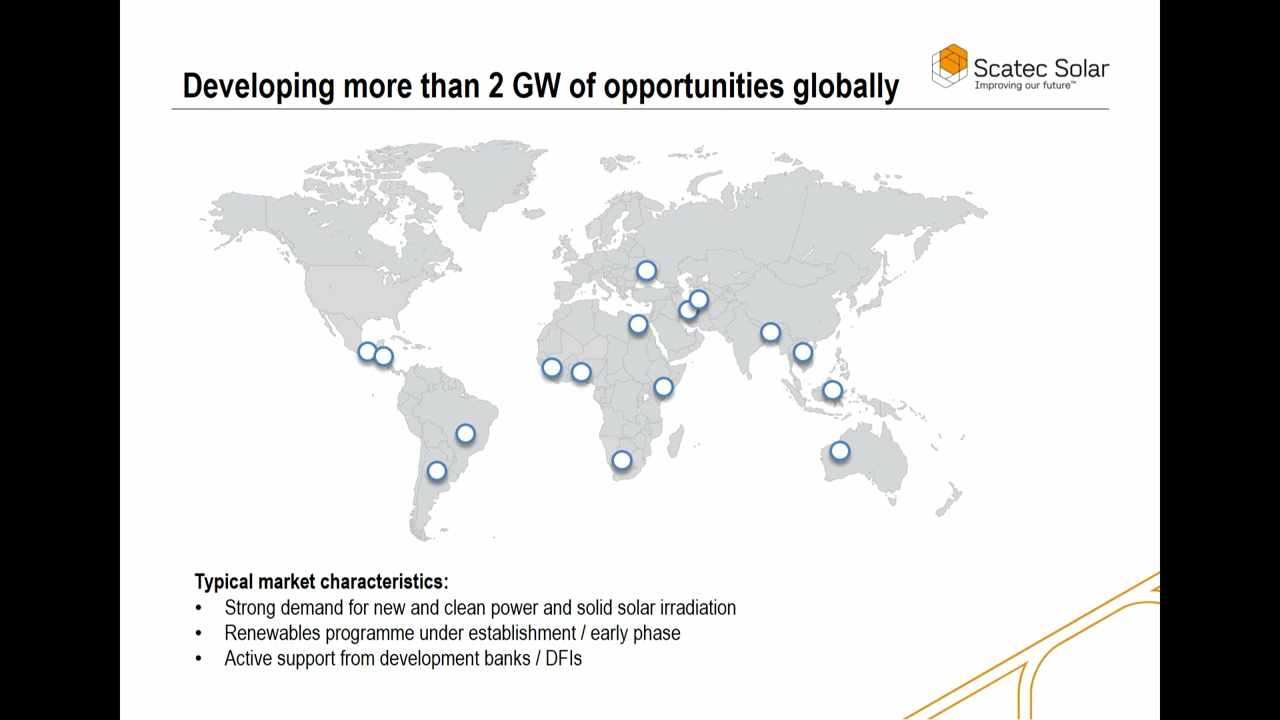 Developing more than 2 GW of opportunities globally
Scatec Solar
Improving our future™
Typical market characteristics:
• Strong demand for new and clean power and solid solar irradiation
• Renewables programme under establishment / early phase
• Active support from development banks / DFIs